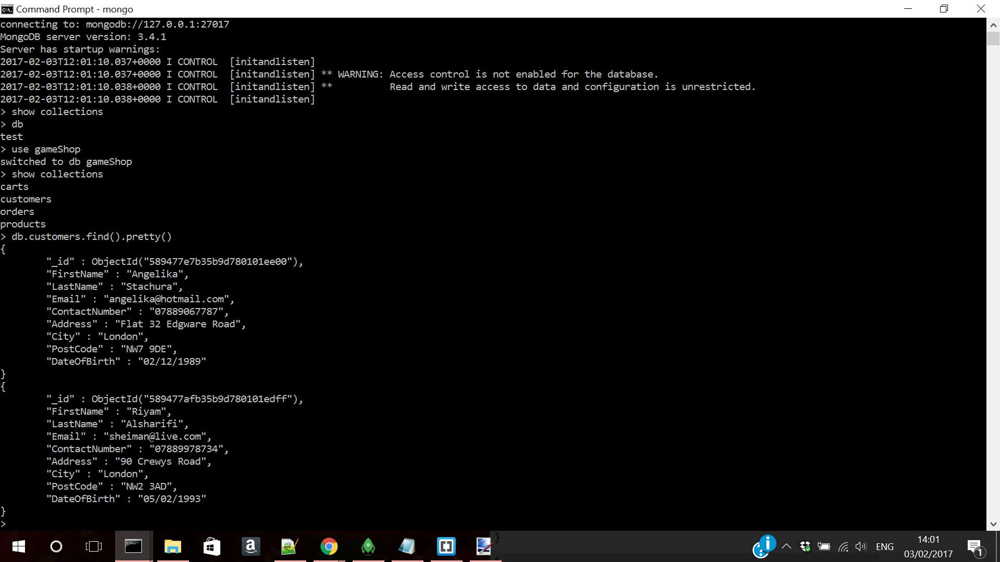 Command Prompt - mongo
connecting to: mongodb://127.0.0.1:27017
MongoDB server version: 3.4.1
Server has startup warnings:
2017-02-03T12:01:10.037+0000 I CONTROL  [initandlisten]
2017-02-03T12:01:10.037+0000 I CONTROL  [initandlisten] ** WARNING: Access control is not enabled for the database.
2017-02-03T12:01:10.038+0000 I CONTROL  [initandlisten] **          Read and write access to data and configuration is unrestricted.
2017-02-03T12:01:10.038+0000 I CONTROL  [initandlisten]
> show collections
> db
test
> use gameShop
switched to db gameShop
> show collections
carts
customers
orders
products
> db.customers.find().pretty()
{
        "_id" : ObjectId("589477e7b35b9d780101ee00"),
        "FirstName" : "Angelika",
        "LastName" : "Stachura",
        "Email" : "angelika@hotmail.com",
        "ContactNumber" : "07889067787",
        "Address" : "Flat 32 Edgware Road",
        "City" : "London",
        "PostCode" : "NW7 9DE",
        "DateOfBirth" : "02/12/1989"
}
{
        "_id" : ObjectId("589477afb35b9d780101edff"),
        "FirstName" : "Riyam",
        "LastName" : "Alsharifi",
        "Email" : "sheiman@live.com",
        "ContactNumber" : "07889978734",
        "Address" : "90 Crewys Road",
        "City" : "London",
        "PostCode" : "NW2 3AD",
        "DateOfBirth" : "05/02/1993"
}
>
ENG
14:01
03/02/2017
1